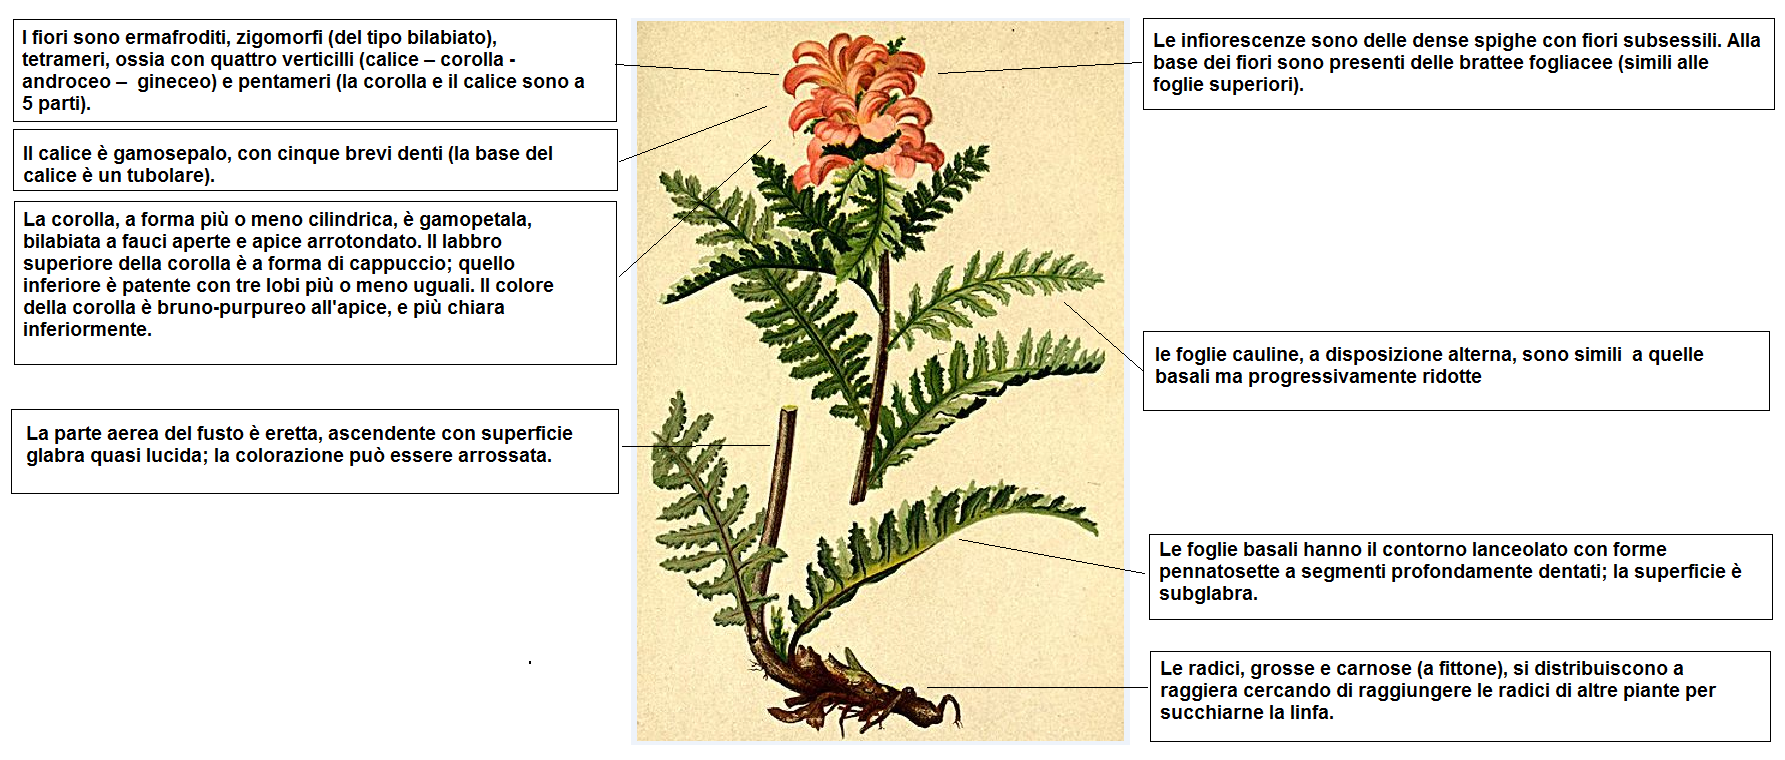 I fiori sono ermafroditi, zigomorfi (del tipo bilabiato),
tetrameri, ossia con quattro verticilli (calice – corolla -
androceo – gineceo) e pentameri (la corolla e il calice sono a
5 parti).
Il calice è gamosepalo, con cinque brevi denti (la base del
calice è un tubolare).
La corolla, a forma più o meno cilindrica, è gamopetala,
bilabiata a fauci aperte e apice arrotondato. Il labbro
superiore della corolla è a forma di cappuccio; quello
inferiore è patente con tre lobi più o meno uguali. Il colore
della corolla è bruno-purpureo all'apice, e più chiara
inferiormente.
La parte aerea del fusto è eretta, ascendente con superficie
glabra quasi lucida; la colorazione può essere arrossata.
Le infiorescenze sono delle dense spighe con fiori subsessili. Alla
base dei fiori sono presenti delle brattee fogliacee (simili alle
foglie superiori).
le foglie cauline, a disposizione alterna, sono simili a quelle
basali ma progressivamente ridotte
Le foglie basali hanno il contorno lanceolato con forme
pennatosette a segmenti profondamente dentati; la superficie è
subglabra.
Le radici, grosse e carnose (a fittone), si distribuiscono a
raggiera cercando di raggiungere le radici di altre piante per
succhiarne la linfa.